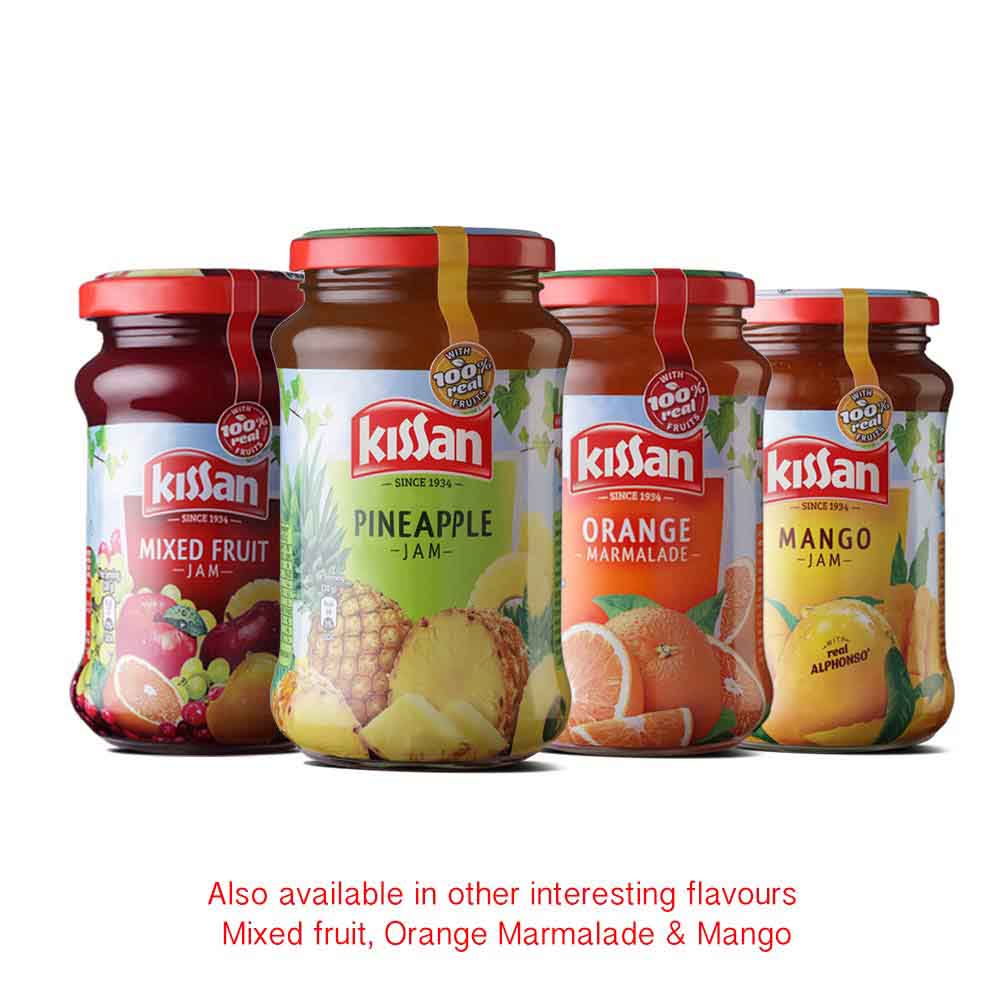 WITH
100%
real
FRUITS
kissan
SINCE 1934
MIXED FRUIT
JAM
WITH
100%
real
FRUITS
kissan
SINCE 1934
PINEAPPLE
JAM
WITH
100%
real
FRUITS
kissan
SINCE 1934
ORANGE
MARMALADE
WITH
100%
real
FRUITS
kissan
SINCE 1934
MANGO
JAM
WITH
real
ALPHONSO
Also available in other interesting flavours
Mixed fruit, Orange Marmalade & Mango